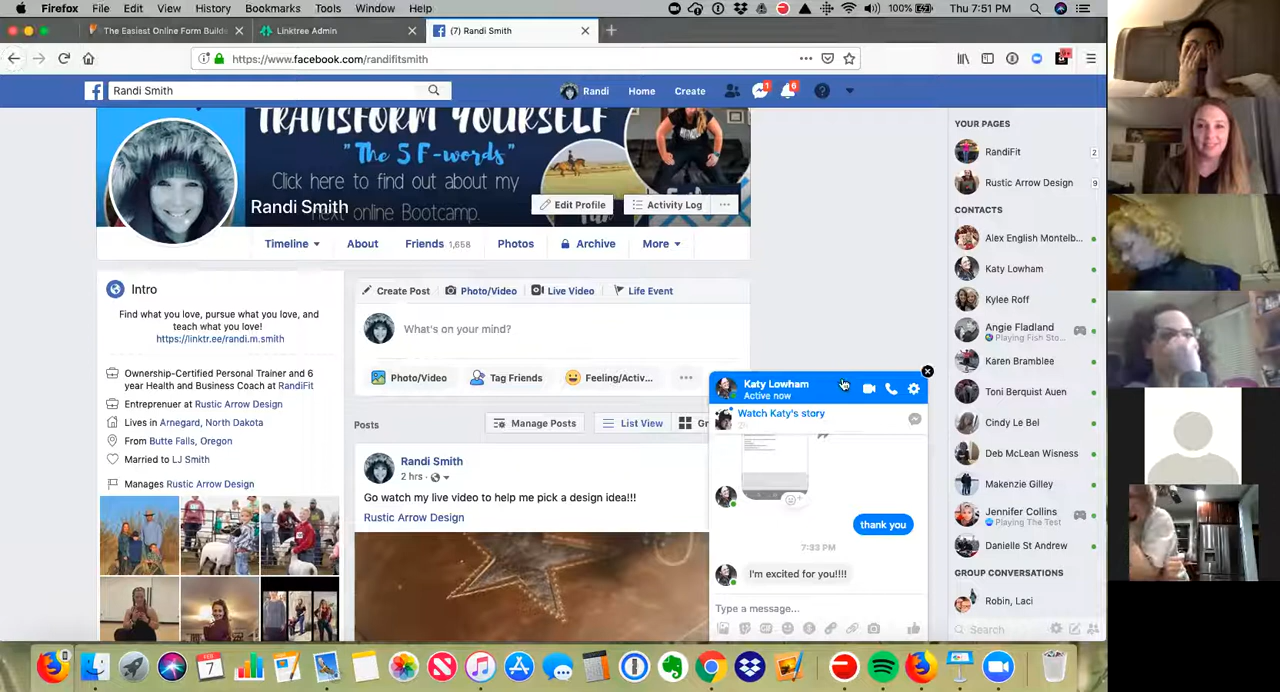 Firefox File Edit View History Bookmarks Tools Window Help 100% Thu 7:51 PM
The Easiest Online Form Builde Linktree Admin (7) Randi Smith
https://www.facebook.com/randifitsmith
Randi Smith Randi Home Create 1 6
TRANSFORM YOURSELF
"The 5 F-words"
Click here to find out about my
next online Bootcamp.
Randi Smith
Edit Profile Activity Log
Timeline About Friends 1,658 Photos Archive More
Intro
Find what you love, pursue what you love, and
teach what you love!
https://linktr.ee/randi.m.smith
Ownership-Certified Personal Trainer and 6
year Health and Business Coach at RandiFit
Entreprenuer at Rustic Arrow Design
Lives in Arnegard, North Dakota
From Butte Falls, Oregon
Married to LJ Smith
Manages Rustic Arrow Design
Create Post Photo/Video Live Video Life Event
What's on your mind?
Photo/Video Tag Friends Feeling/Activ...
Posts Manage Posts List View Gr
Randi Smith
2 hrs
Go watch my live video to help me pick a design idea!!!
Rustic Arrow Design
Katy Lowham
Active now
Watch Katy's story
2h
thank you
7:33 PM
I'm excited for you!!!!
Type a message...
YOUR PAGES
RandiFit 2
Rustic Arrow Design 9
CONTACTS
Alex English Montelb...
Katy Lowham
Kylee Roff
Angie Fladland
Playing Fish Sto...
Karen Bramblee
Toni Berquist Auen
Cindy Le Bel
Deb McLean Wisness
Makenzie Gilley
Jennifer Collins
Playing The Test
Danielle St Andrew
GROUP CONVERSATIONS
Robin, Laci
Search
FEB
7